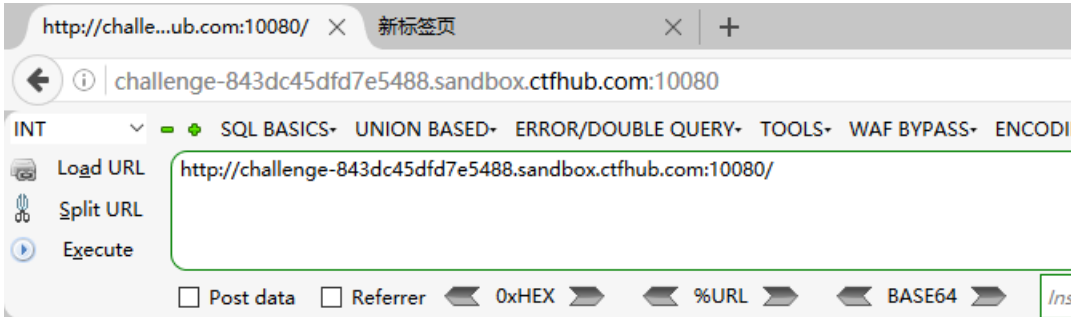 http://challe...ub.com:10080/ 新标签页
challenge-843dc45dfd7e5488.sandbox.ctfhub.com:10080
INT SQL BASICS UNION BASED ERROR/DOUBLE QUERY TOOLS WAF BYPASS ENCODI
Load URL http://challenge-843dc45dfd7e5488.sandbox.ctfhub.com:10080/
Split URL
Execute
Post data Referrer 0xHEX %URL BASE64 Ins